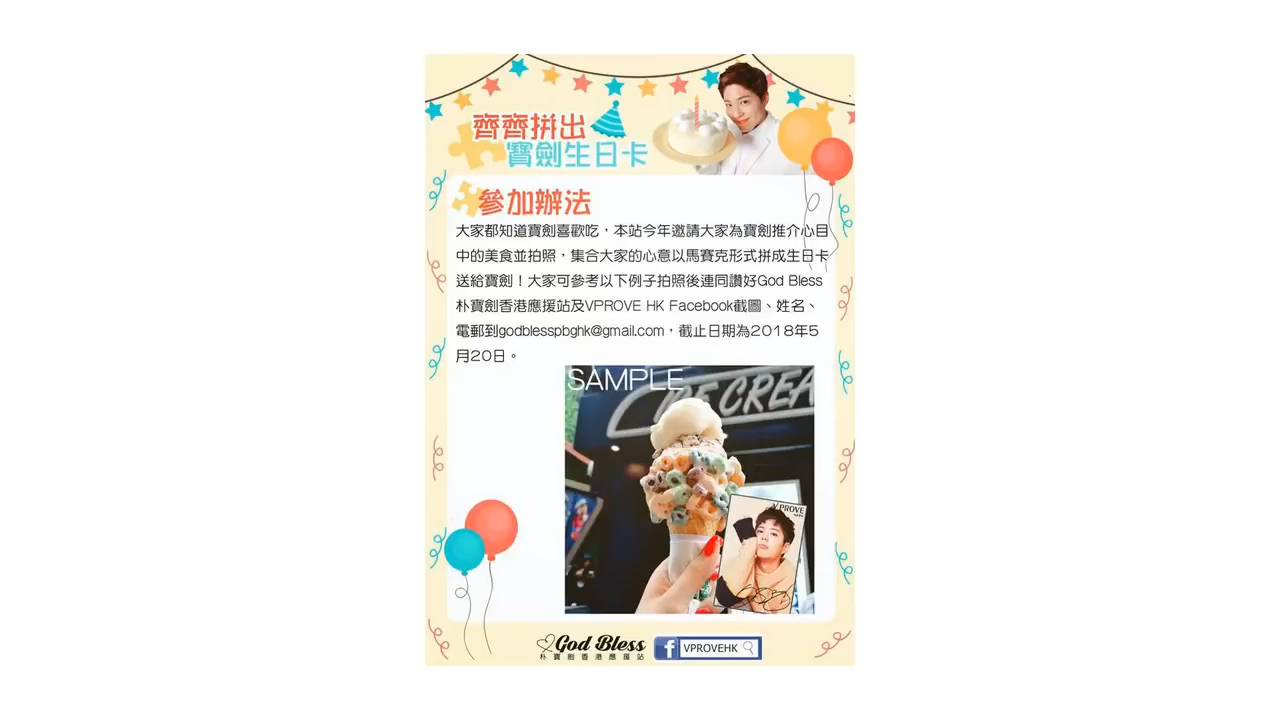 齊齊拼出
寶劍生日卡
參加辦法
大家都知道寶劍喜歡吃，本站今年邀請大家為寶劍推介心目
中的美食並拍照，集合大家的心意以馬賽克形式拼成生日卡
送給寶劍！大家可參考以下例子拍照後連同讚好God Bless
朴寶劍香港應援站及VPROVE HK Facebook截圖、姓名、
電郵到godblesspbghk@gmail.com，截止日期為2018年5
月20日。
SAMPLE
ICE CREA
VPROVE
God Bless
朴寶劍香港應援站
f VPROVEHK